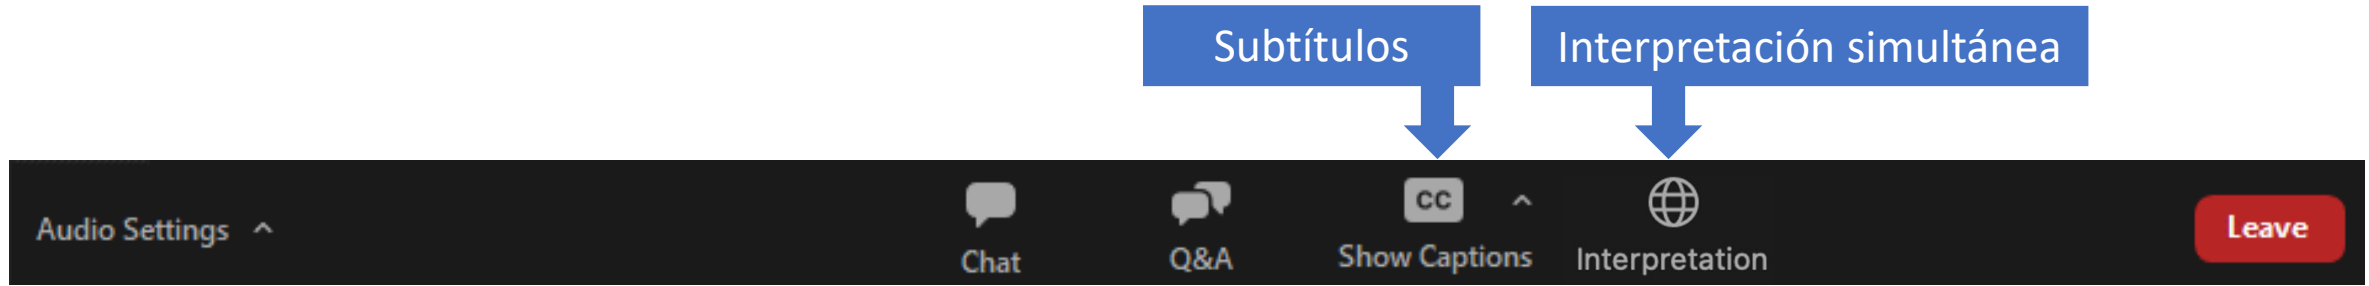 Subtítulos
Interpretación simultánea
Audio Settings
Chat
Q&A
CC
Show Captions
Interpretation
Leave